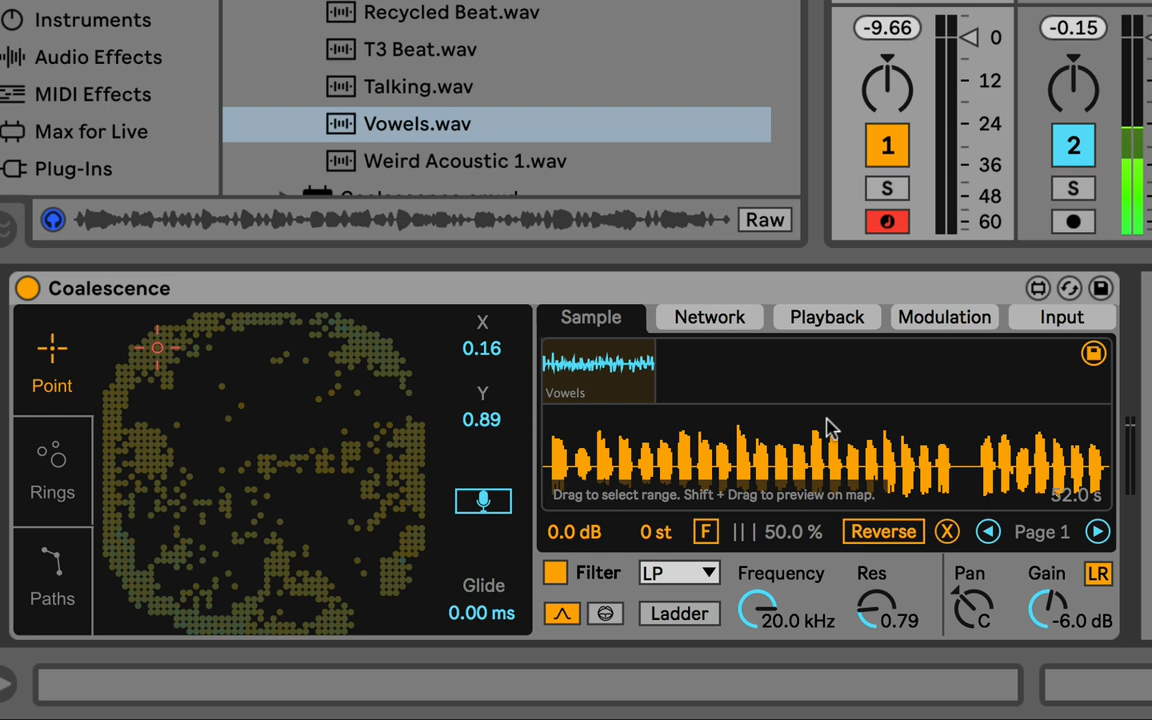 Instruments
Audio Effects
MIDI Effects
Max for Live
Plug-Ins
Recycled Beat.wav
T3 Beat.wav
Talking.wav
Vowels.wav
Weird Acoustic 1.wav
Raw
-9.66
0
12
24
36
48
60
1
S
-0.15
2
S
Coalescence
Point
Rings
Paths
X
0.16
Y
0.89
Glide
0.00 ms
Sample
Network
Playback
Modulation
Input
Vowels
Drag to select range. Shift + Drag to preview on map.
52.0 s
0.0 dB
0 st
F
50.0 %
Reverse
X
Page 1
Filter
LP
Frequency
Res
Pan
Gain
LR
Ladder
20.0 kHz
0.79
C
-6.0 dB